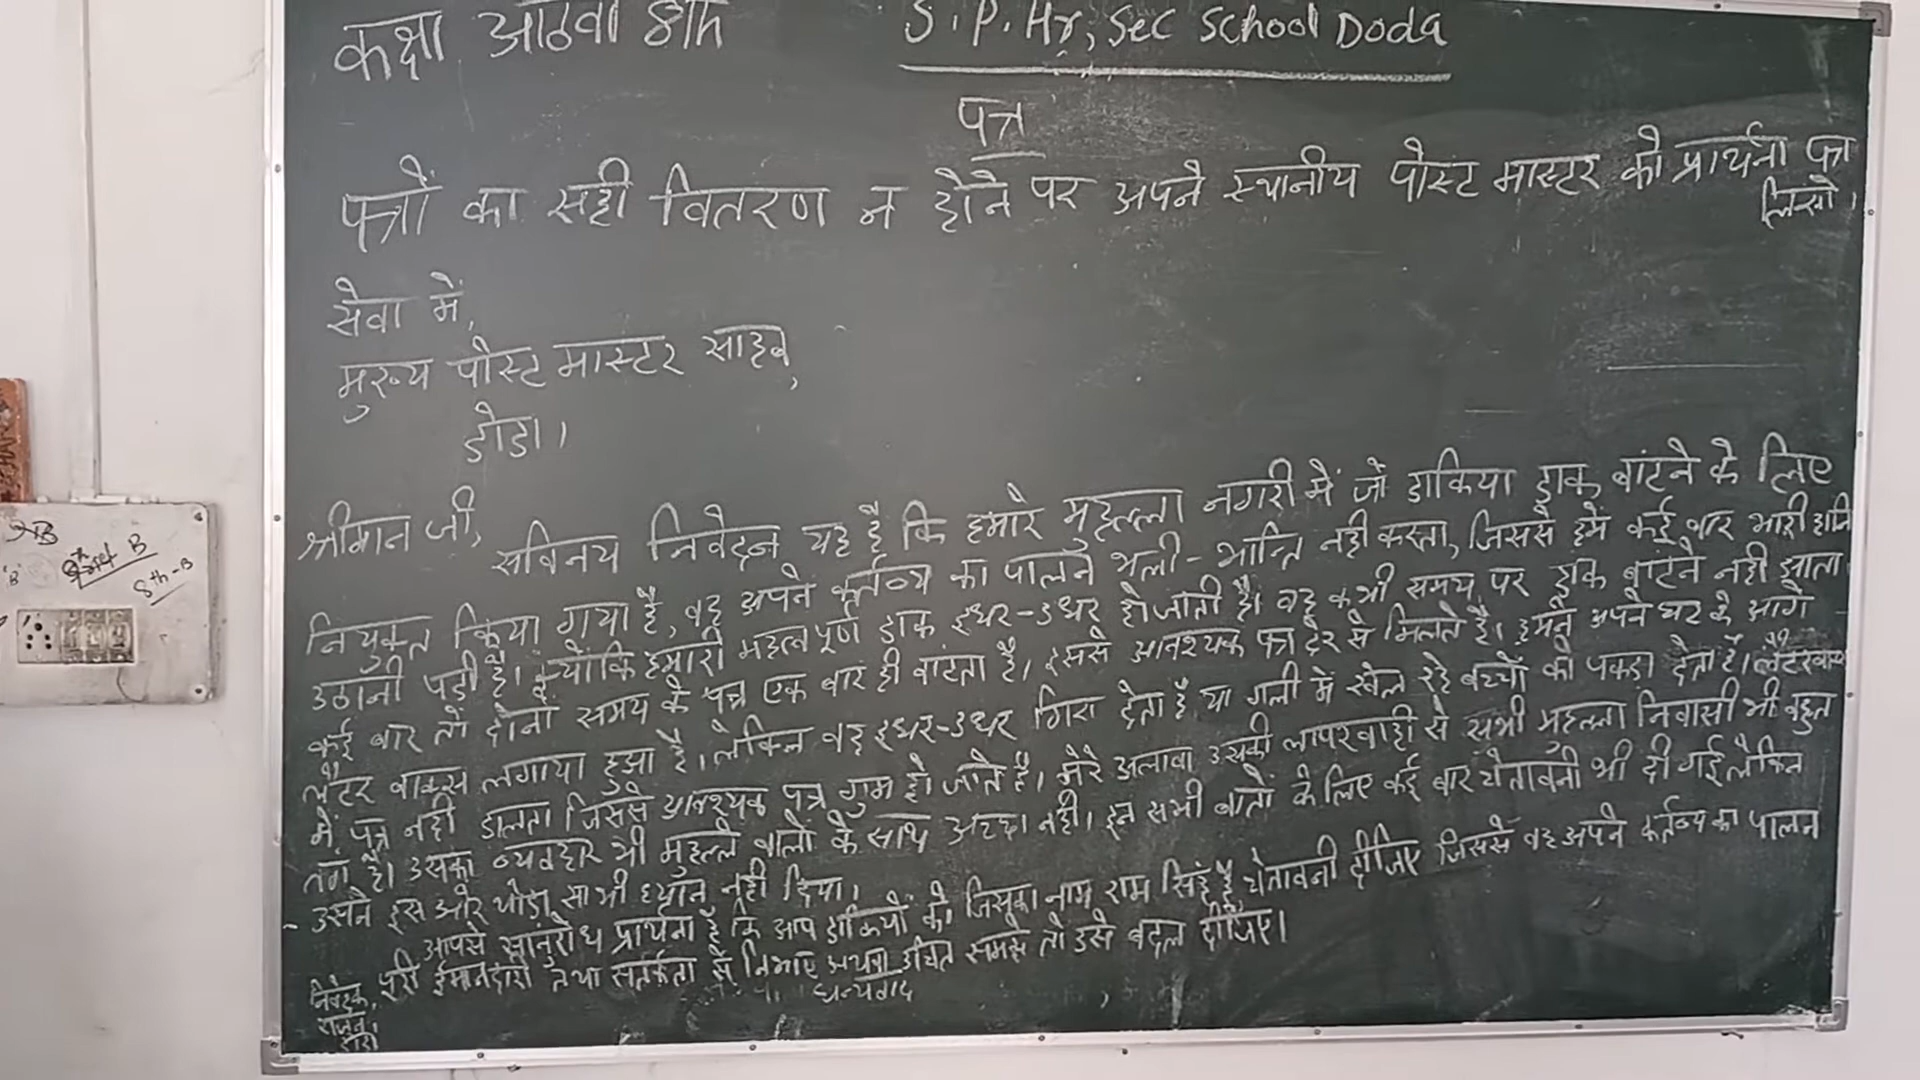 कक्षा आठवी 8th S.P. Hr, Sec School Doda
पत्र
पत्रों का सही वितरण न होने पर अपने स्थानीय पोस्ट मास्टर को प्रार्थना पत्र
लिखो।
सेवा में,
मुख्य पोस्ट मास्टर साहब,
डोडा।
श्रीमान जी,
सविनय निवेदन यह है कि हमारे मुहल्ला नगरी में जो डाकिया डाक बांटने के लिए
नियुक्त किया गया है, वह अपने कर्तव्य का पालन भली-भान्ति नही करता, जिससे हमें कई बार भारी हानि
उठानी पड़ी है। क्योंकि हमारी महत्वपूर्ण डाक इधर-उधर हो जाती है। वह कभी समय पर डाक बांटने नही आता
कई बार तो दोनों समय के पत्र एक बार ही बांटता है। इससे आवश्यक पत्र देर से मिलते है। हमने अपने घर के आगे
लैटर बाक्स लगाया हुआ है। लेकिन वह इधर-उधर गिरा देता है या गली में खेल रहे बच्चों को पकड़ा देता है। लैटरबाक्स
में पत्र नही डालता जिससे आवश्यक पत्र गुम हो जाते है। मेरे अलावा उसकी लापरवाही से सभी मुहल्ला निवासी भी बहुत
तंग है। उसका व्यवहार भी मुहल्ले वालो के साथ अच्छा नही। इन सभी बातों के लिए कई बार चेतावनी भी दी गई लेकिन
उसने इस ओर थोड़ा सा भी ध्यान नही दिया।
आपसे सानुरोध प्रार्थना है कि आप डाकियों को जिसका नाम राम सिंह है चेतावनी दीजिए जिससे वह अपने कर्तव्य का पालन
पूरी ईमानदारी तथा सतर्कता से निभाए अथवा उचित समझे तो उसे बदल दीजिए।
धन्यवाद
निवेदक,
8th-B